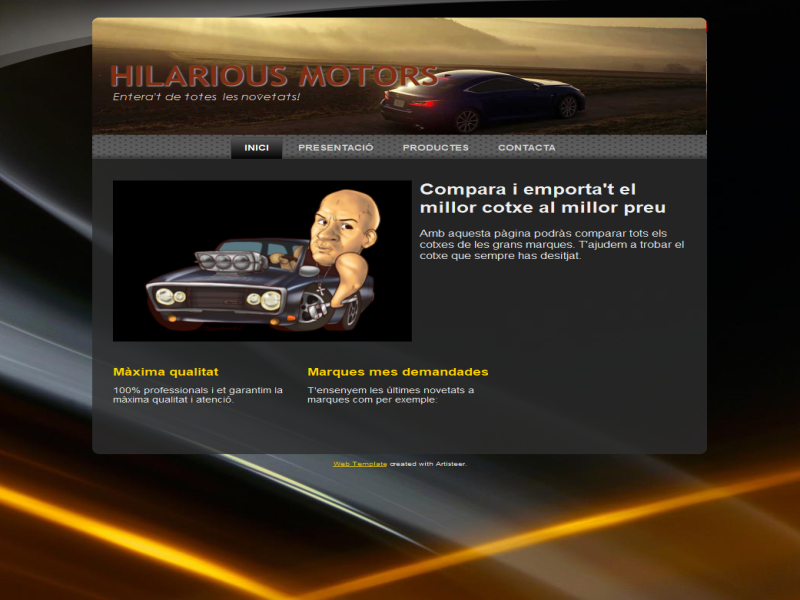 HILARIOUS MOTORS
Entera't de totes les novetats!
INICI PRESENTACIÓ PRODUCTES CONTACTA
Compara i emporta't el
millor cotxe al millor preu
Amb aquesta pàgina podràs comparar tots els
cotxes de les grans marques. T'ajudem a trobar el
cotxe que sempre has desitjat.
Màxima qualitat
100% professionals i et garantim la
màxima qualitat i atenció.
Marques mes demandades
T'ensenyem les últimes novetats a
marques com per exemple:
Web Template created with Artisteer.